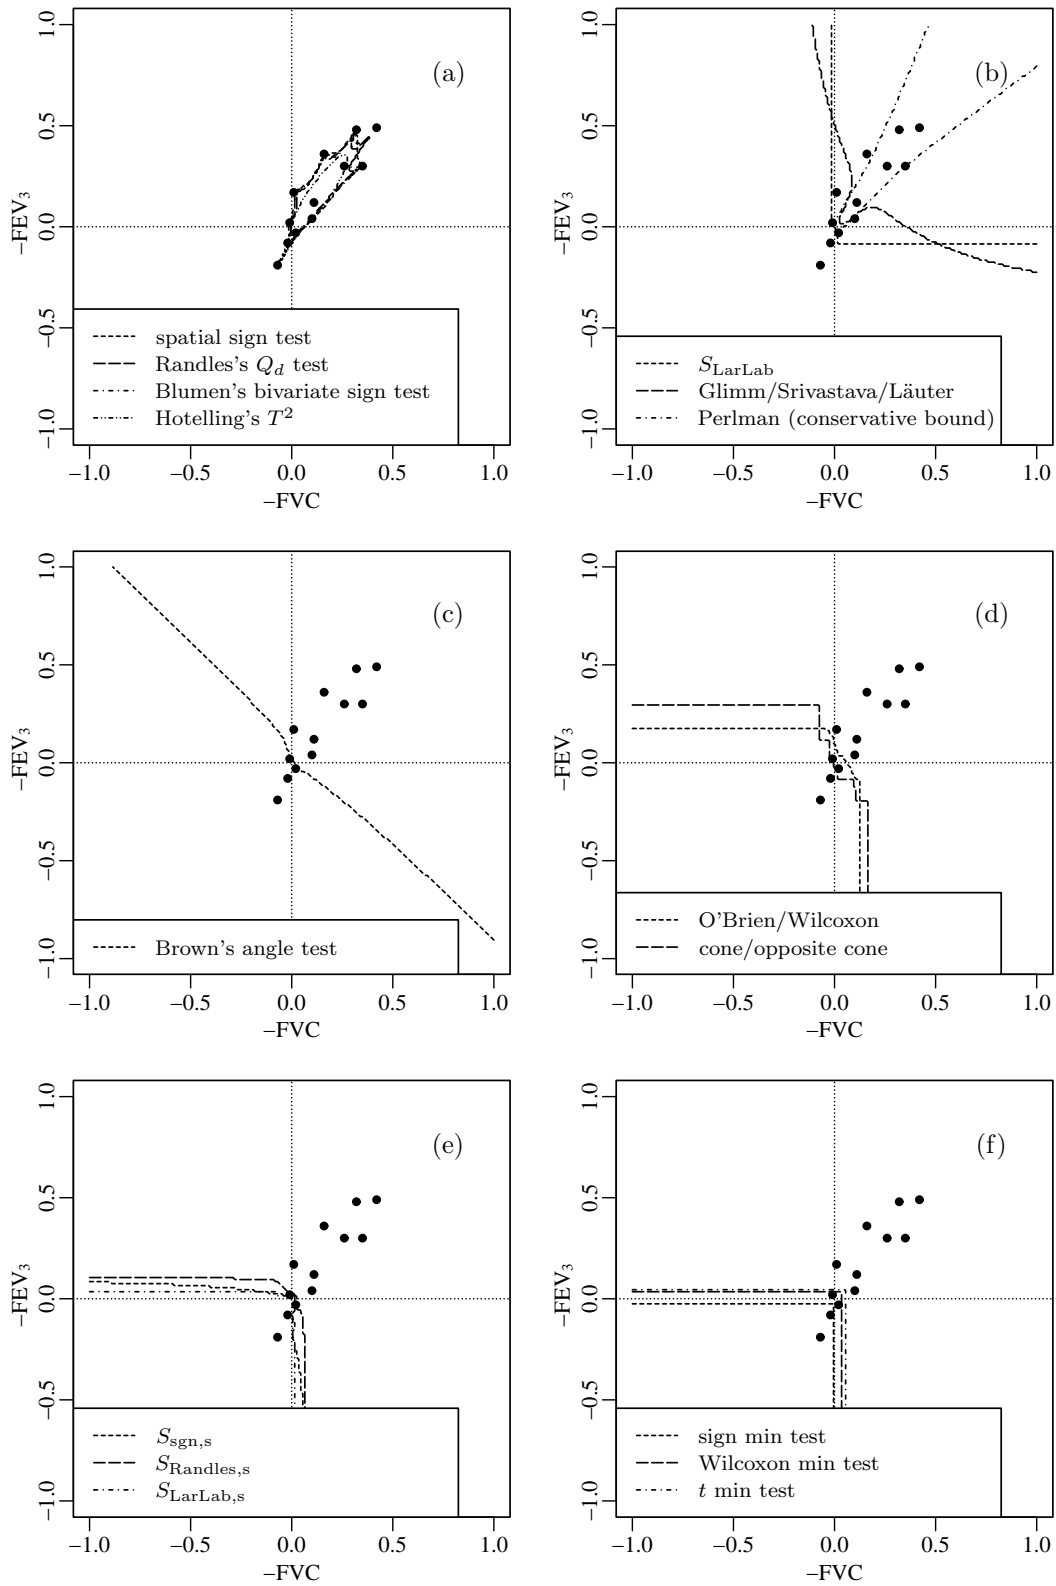 (a)
1.0
0.5
0.0
−0.5
−1.0
−FEV3
spatial sign test
Randles's Qd test
Blumen's bivariate sign test
Hotelling's T2
−1.0 −0.5 0.0 0.5 1.0
−FVC
(b)
1.0
0.5
0.0
−0.5
−1.0
−FEV3
SLarLab
Glimm/Srivastava/Läuter
Perlman (conservative bound)
−1.0 −0.5 0.0 0.5 1.0
−FVC
(c)
1.0
0.5
0.0
−0.5
−1.0
−FEV3
Brown's angle test
−1.0 −0.5 0.0 0.5 1.0
−FVC
(d)
1.0
0.5
0.0
−0.5
−1.0
−FEV3
O'Brien/Wilcoxon
cone/opposite cone
−1.0 −0.5 0.0 0.5 1.0
−FVC
(e)
1.0
0.5
0.0
−0.5
−1.0
−FEV3
Ssgn,s
SRandles,s
SLarLab,s
−1.0 −0.5 0.0 0.5 1.0
−FVC
(f)
1.0
0.5
0.0
−0.5
−1.0
−FEV3
sign min test
Wilcoxon min test
t min test
−1.0 −0.5 0.0 0.5 1.0
−FVC